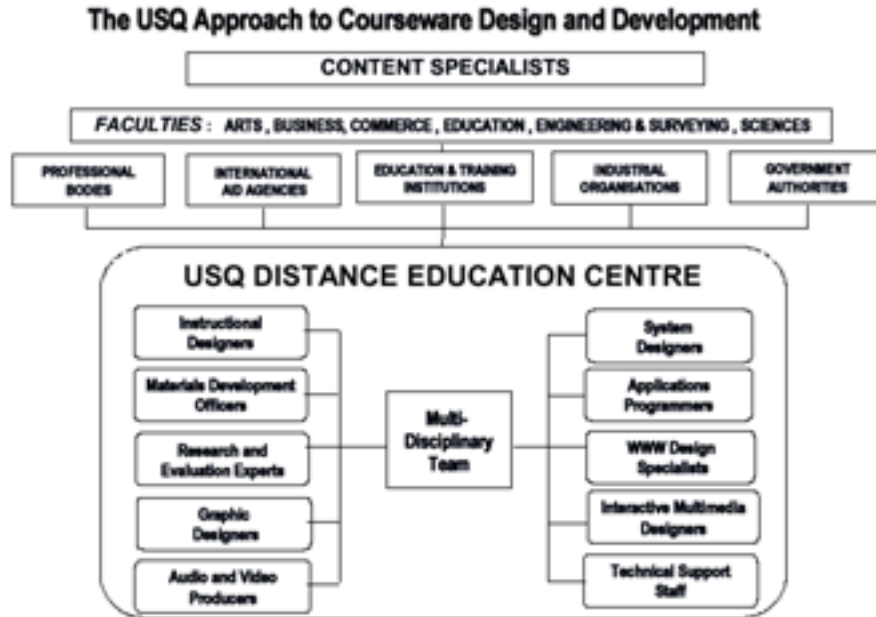 The USQ Approach to Courseware Design and Development
CONTENT SPECIALISTS
FACULTIES : ARTS , BUSINESS, COMMERCE , EDUCATION , ENGINEERING & SURVEYING , SCIENCES
PROFESSIONAL
BODIES
INTERNATIONAL
AID AGENCIES
EDUCATION & TRAINING
INSTITUTIONS
INDUSTRIAL
ORGANISATIONS
GOVERNMENT
AUTHORITIES
USQ DISTANCE EDUCATION CENTRE
Instructional
Designers
Materials Development
Officers
Research and
Evaluation Experts
Graphic
Designers
Audio and Video
Producers
Multi-
Disciplinary
Team
System
Designers
Applications
Programmers
WWW Design
Specialists
Interactive Multimedia
Designers
Technical Support
Staff